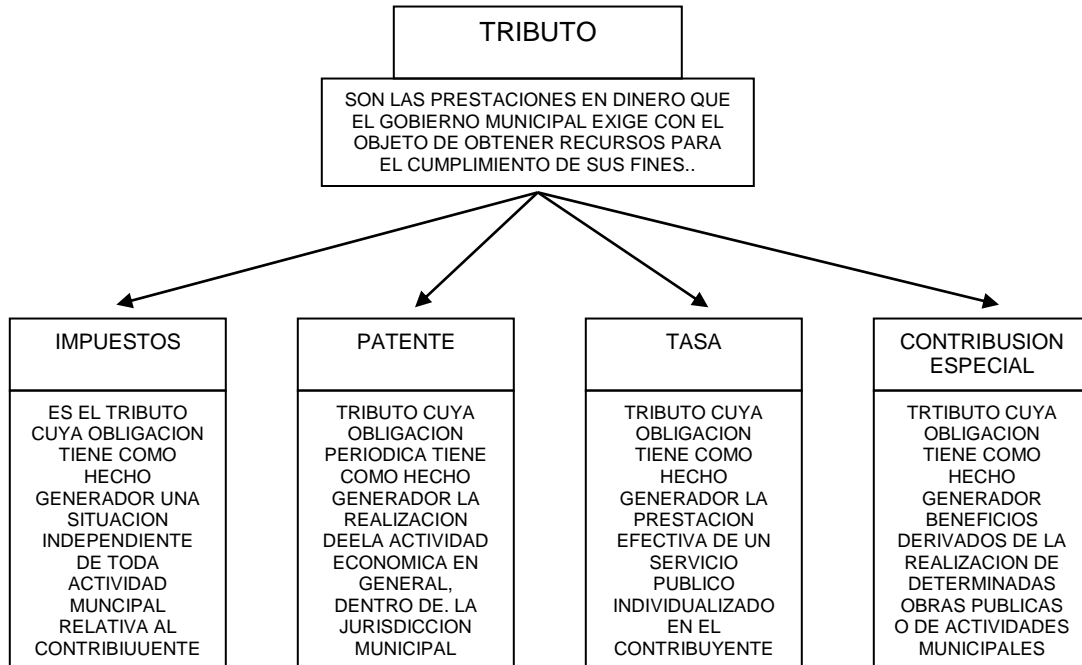 TRIBUTO
SON LAS PRESTACIONES EN DINERO QUE
EL GOBIERNO MUNICIPAL EXIGE CON EL
OBJETO DE OBTENER RECURSOS PARA
EL CUMPLIMIENTO DE SUS FINES..
IMPUESTOS
ES EL TRIBUTO
CUYA OBLIGACION
TIENE COMO
HECHO
GENERADOR UNA
SITUACION
INDEPENDIENTE
DE TODA
ACTIVIDAD
MUNCIPAL
RELATIVA AL
CONTRIBIUUENTE
PATENTE
TRIBUTO CUYA
OBLIGACION
PERIODICA TIENE
COMO HECHO
GENERADOR LA
REALIZACION
DEELA ACTIVIDAD
ECONOMICA EN
GENERAL,
DENTRO DE. LA
JURISDICCION
MUNICIPAL
TASA
TRIBUTO CUYA
OBLIGACION
TIENE COMO
HECHO
GENERADOR LA
PRESTACION
EFECTIVA DE UN
SERVICIO
PUBLICO
INDIVIDUALIZADO
EN EL
CONTRIBUYENTE
CONTRIBUSION
ESPECIAL
TRTIBUTO CUYA
OBLIGACION
TIENE COMO
HECHO
GENERADOR
BENEFICIOS
DERIVADOS DE LA
REALIZACION DE
DETERMINADAS
OBRAS PUBLICAS
O DE ACTIVIDADES
MUNICIPALES